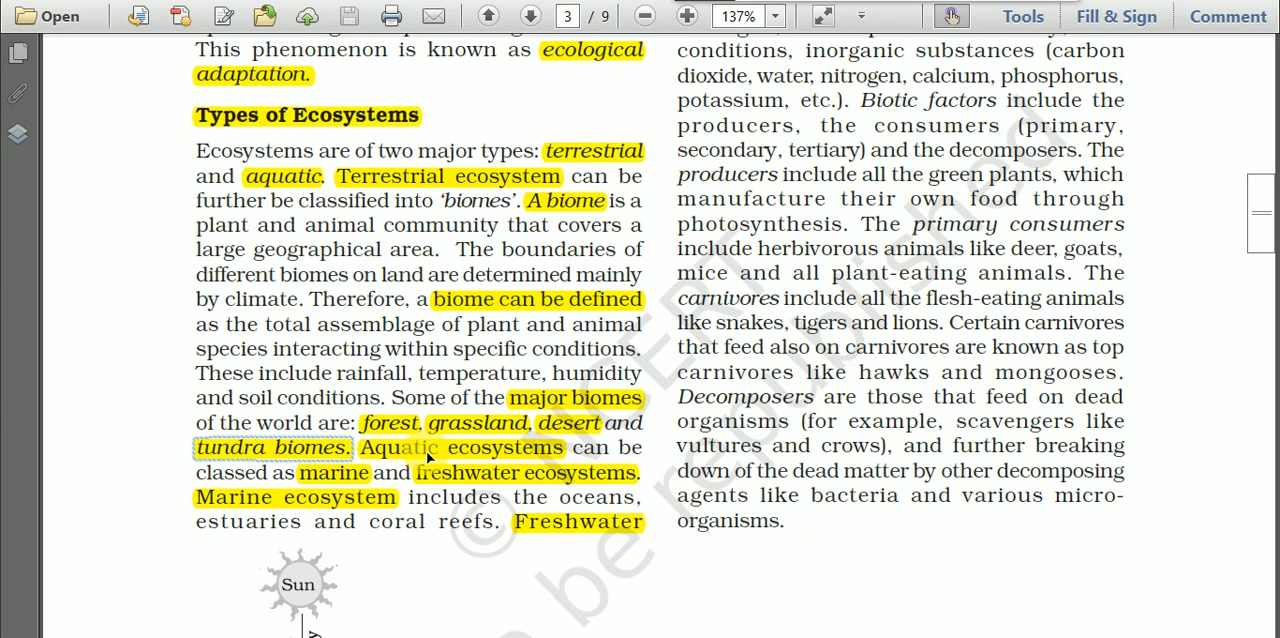 Open
3 / 9
137%
Tools
Fill & Sign
Comment
This phenomenon is known as ecological
adaptation.
Types of Ecosystems
Ecosystems are of two major types: terrestrial
and aquatic. Terrestrial ecosystem can be
further be classified into ‘biomes’. A biome is a
plant and animal community that covers a
large geographical area. The boundaries of
different biomes on land are determined mainly
by climate. Therefore, a biome can be defined
as the total assemblage of plant and animal
species interacting within specific conditions.
These include rainfall, temperature, humidity
and soil conditions. Some of the major biomes
of the world are: forest, grassland, desert and
tundra biomes. Aquatic ecosystems can be
classed as marine and freshwater ecosystems.
Marine ecosystem includes the oceans,
estuaries and coral reefs. Freshwater
Sun
conditions, inorganic substances (carbon
dioxide, water, nitrogen, calcium, phosphorus,
potassium, etc.). Biotic factors include the
producers, the consumers (primary,
secondary, tertiary) and the decomposers. The
producers include all the green plants, which
manufacture their own food through
photosynthesis. The primary consumers
include herbivorous animals like deer, goats,
mice and all plant-eating animals. The
carnivores include all the flesh-eating animals
like snakes, tigers and lions. Certain carnivores
that feed also on carnivores are known as top
carnivores like hawks and mongooses.
Decomposers are those that feed on dead
organisms (for example, scavengers like
vultures and crows), and further breaking
down of the dead matter by other decomposing
agents like bacteria and various micro-
organisms.
© NCERT
be republished